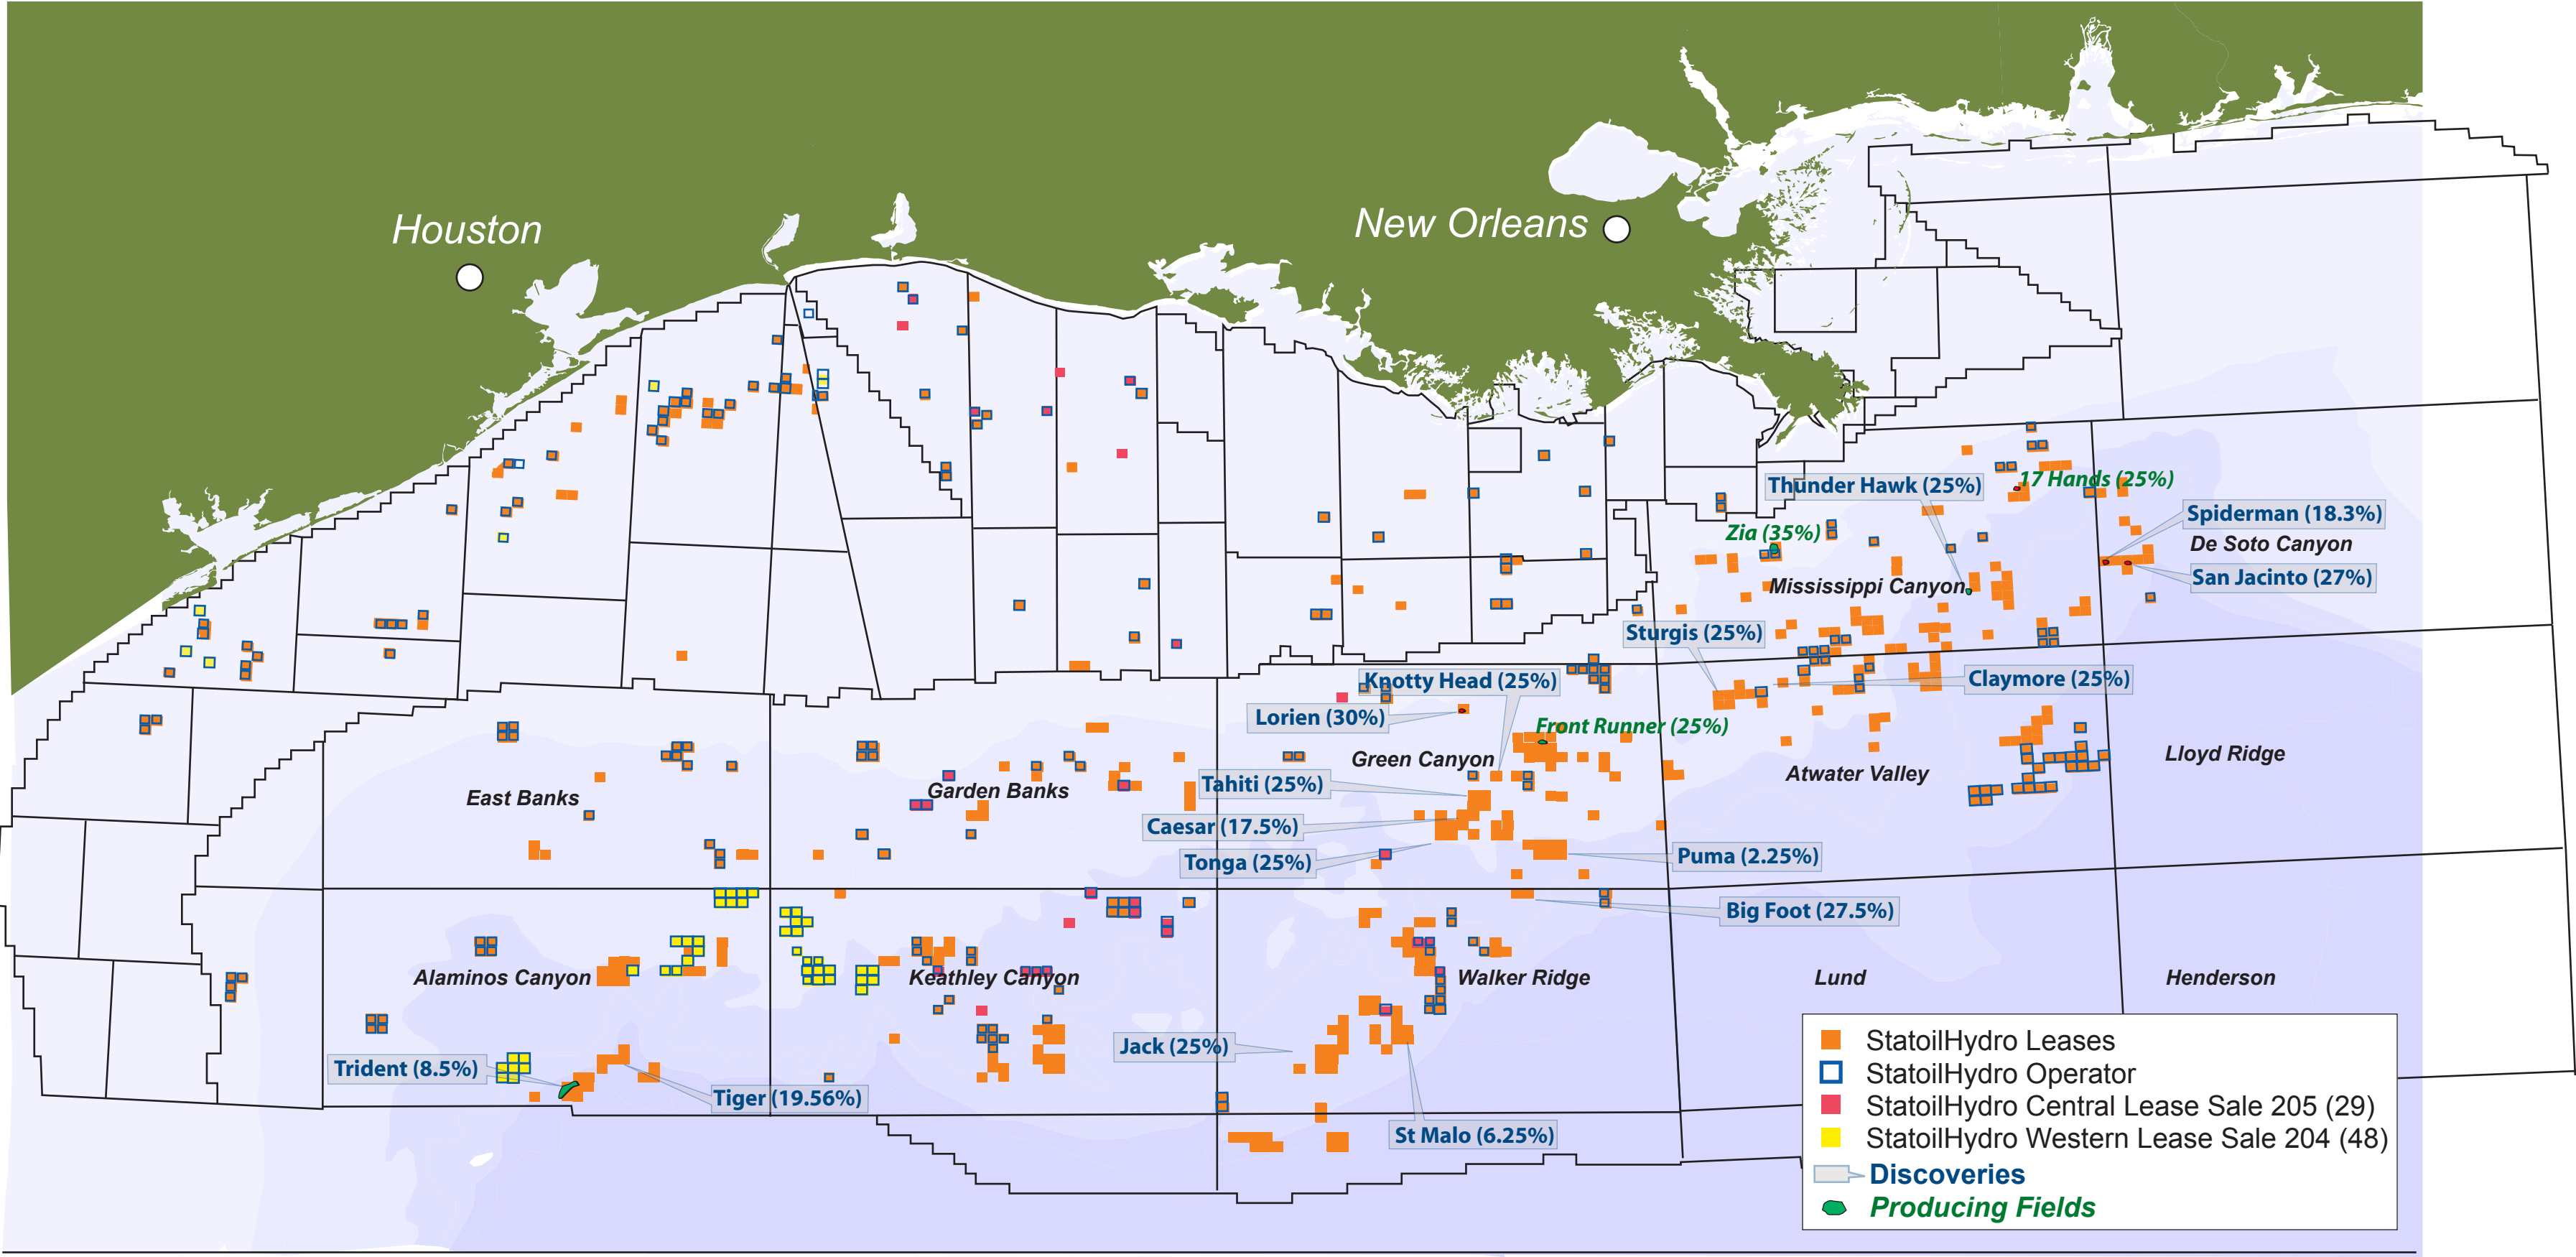 Houston
New Orleans
Thunder Hawk (25%)
17 Hands (25%)
Spiderman (18.3%)
Zia (35%)
De Soto Canyon
San Jacinto (27%)
Mississippi Canyon
Sturgis (25%)
Knotty Head (25%)
Claymore (25%)
Lorien (30%)
Front Runner (25%)
Green Canyon
Lloyd Ridge
Atwater Valley
Tahiti (25%)
East Banks
Garden Banks
Caesar (17.5%)
Tonga (25%)
Puma (2.25%)
Big Foot (27.5%)
Alaminos Canyon
Keathley Canyon
Walker Ridge
Lund
Henderson
Jack (25%)
Trident (8.5%)
Tiger (19.56%)
St Malo (6.25%)
StatoilHydro Leases
StatoilHydro Operator
StatoilHydro Central Lease Sale 205 (29)
StatoilHydro Western Lease Sale 204 (48)
Discoveries
Producing Fields